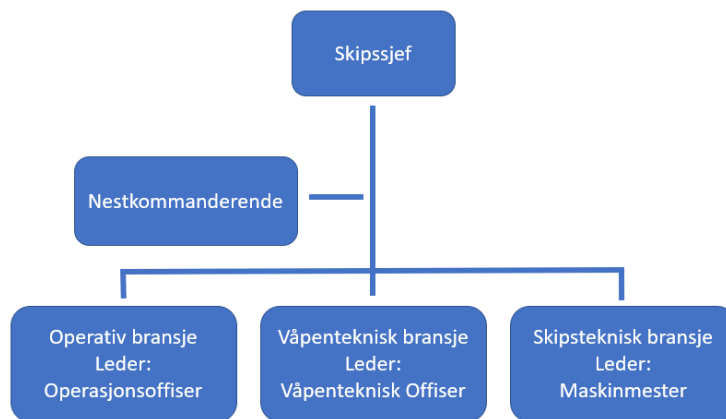 Skipssjef
Nestkommanderende
Operativ bransje
Leder:
Operasjonsoffiser
Våpenteknisk bransje
Leder:
Våpenteknisk Offiser
Skipsteknisk bransje
Leder:
Maskinmester